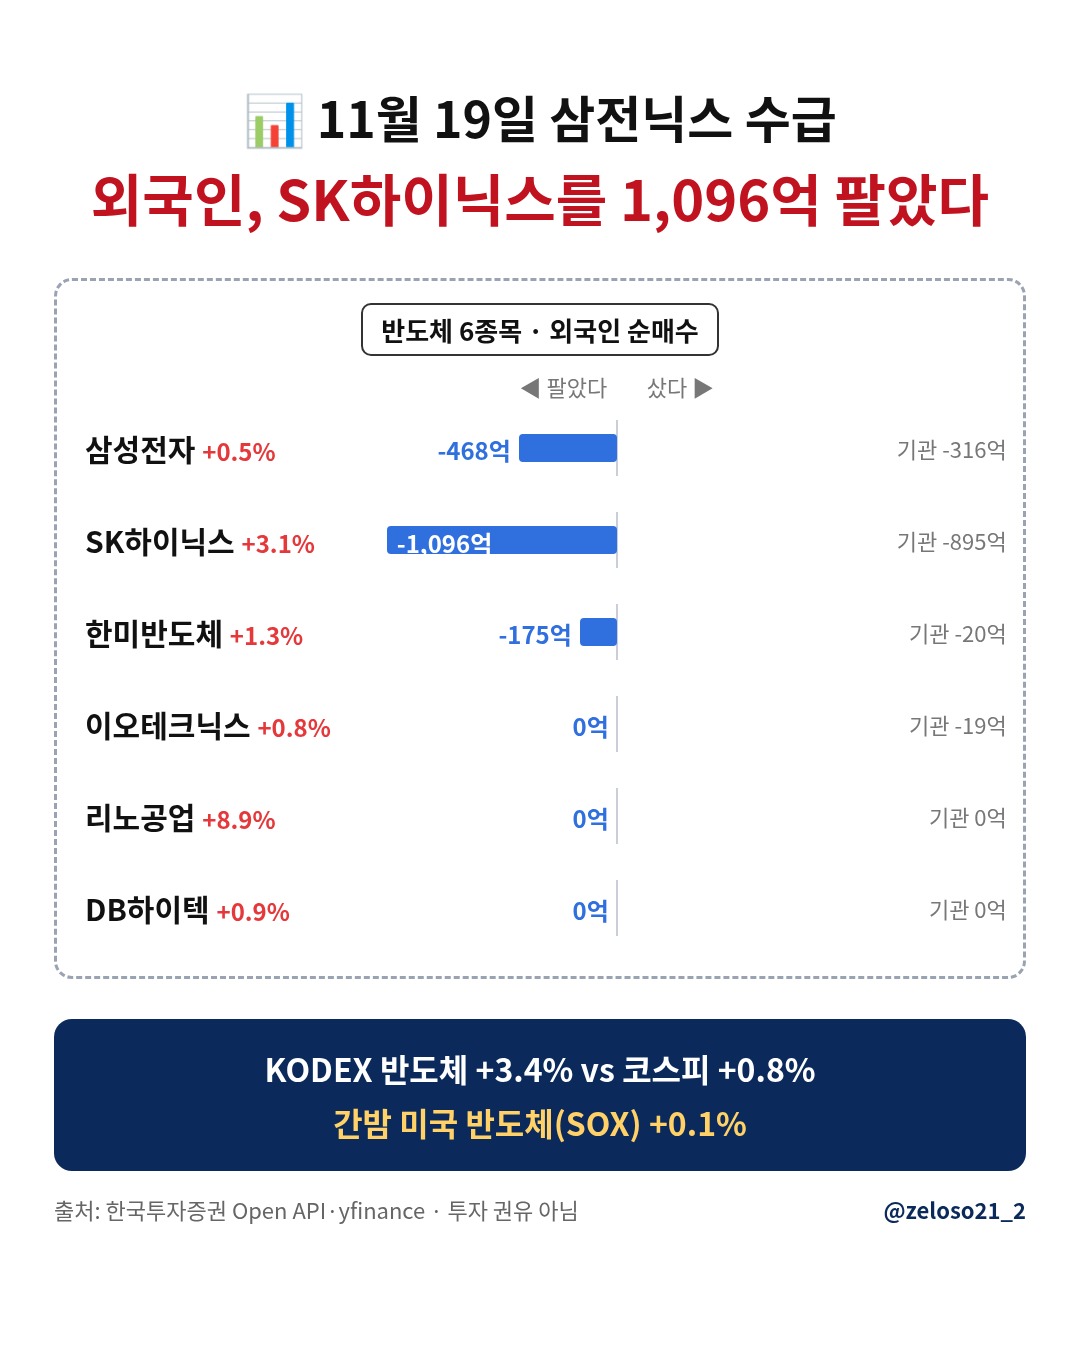 📊 11월 19일 삼전닉스 수급
외국인, SK하이닉스를 1,096억 팔았다
반도체 6종목 · 외국인 순매수
◀ 팔았다 샀다 ▶
삼성전자 +0.5% -468억 기관 -316억
SK하이닉스 +3.1% -1,096억 기관 -895억
한미반도체 +1.3% -175억 기관 -20억
이오테크닉스 +0.8% 0억 기관 -19억
리노공업 +8.9% 0억 기관 0억
DB하이텍 +0.9% 0억 기관 0억
KODEX 반도체 +3.4% vs 코스피 +0.8%
간밤 미국 반도체(SOX) +0.1%
출처: 한국투자증권 Open API·yfinance · 투자 권유 아님 @zeloso21_2